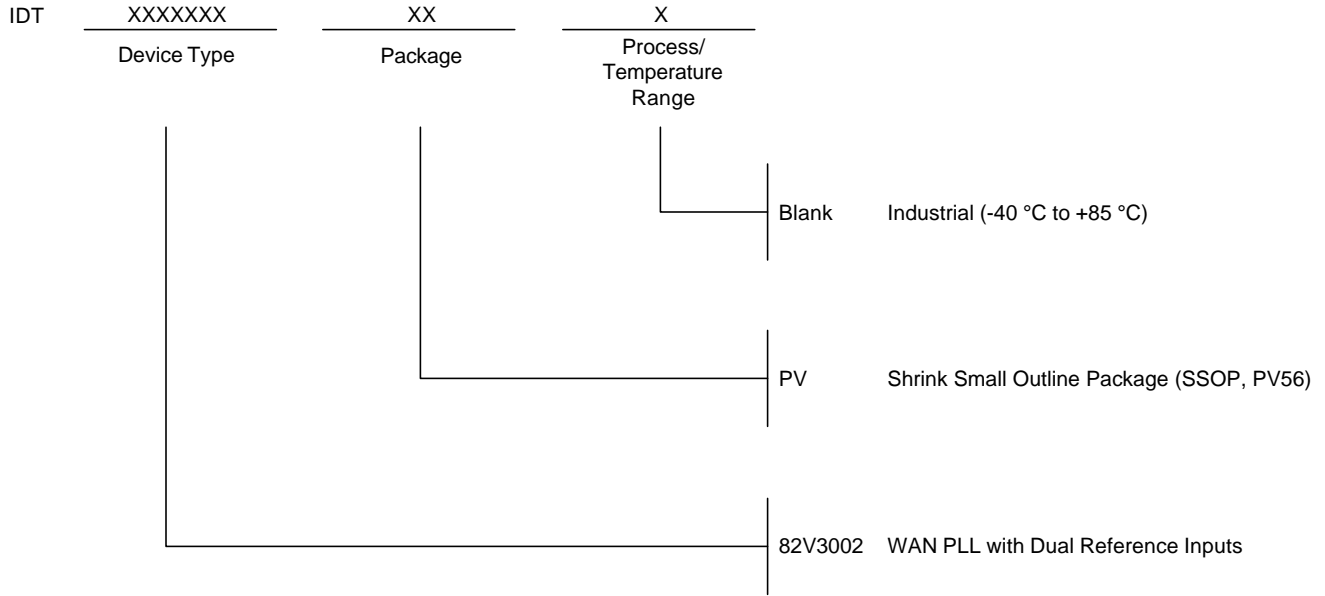 IDT XXXXXXX XX X
Device Type Package Process/
Temperature
Range
Blank Industrial (-40 °C to +85 °C)
PV Shrink Small Outline Package (SSOP, PV56)
82V3002 WAN PLL with Dual Reference Inputs